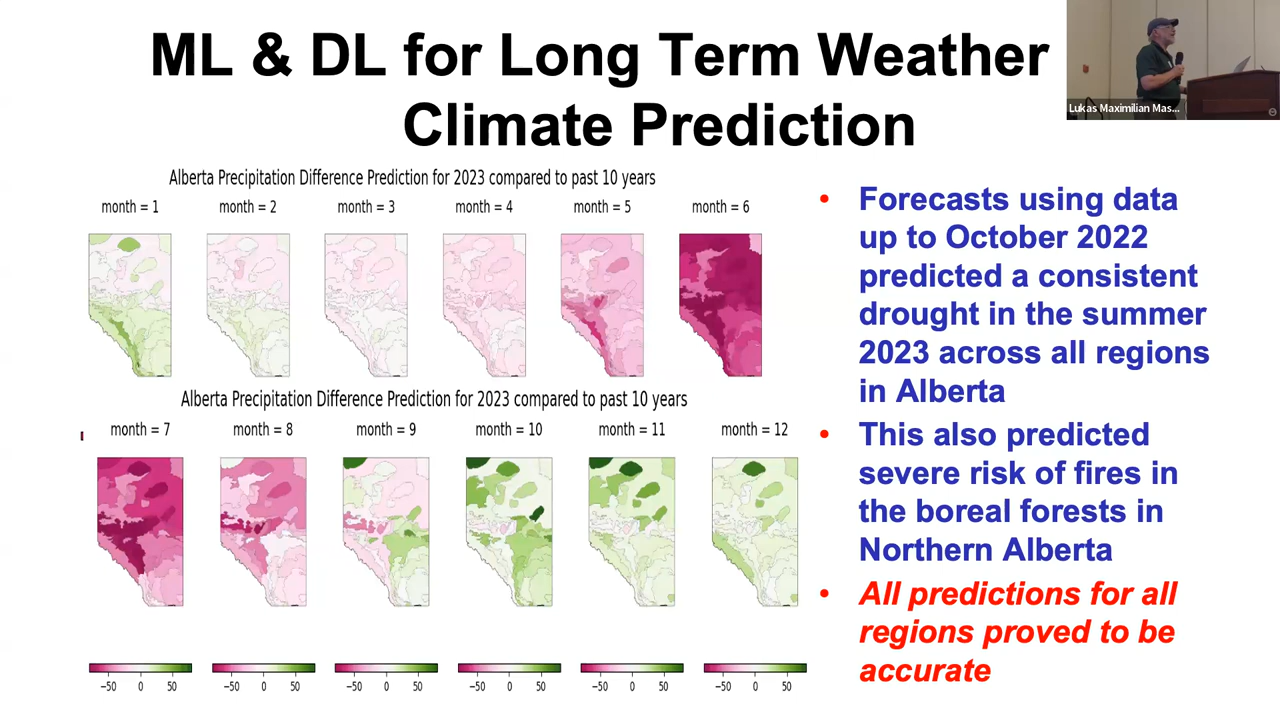 ML & DL for Long Term Weather
Climate Prediction
Lukas Maximilian Mas...
Alberta Precipitation Difference Prediction for 2023 compared to past 10 years
month = 1 month = 2 month = 3 month = 4 month = 5 month = 6
Alberta Precipitation Difference Prediction for 2023 compared to past 10 years
month = 7 month = 8 month = 9 month = 10 month = 11 month = 12
−50 0 50 −50 0 50 −50 0 50 −50 0 50 −50 0 50 −50 0 50
• Forecasts using data
up to October 2022
predicted a consistent
drought in the summer
2023 across all regions
in Alberta
• This also predicted
severe risk of fires in
the boreal forests in
Northern Alberta
• All predictions for all
regions proved to be
accurate